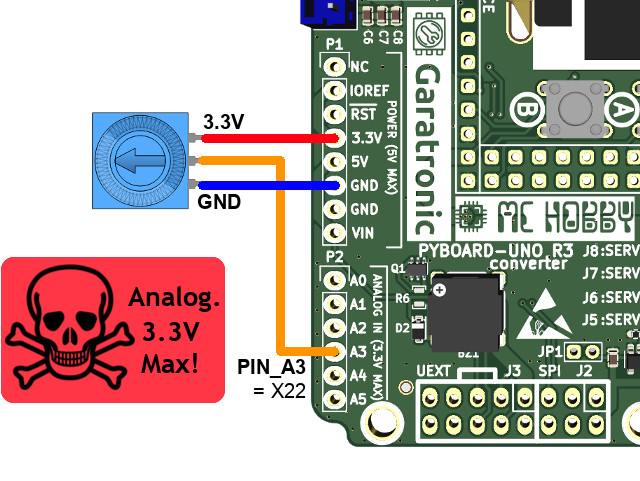 CE
C6
C7
C8
P1
NC
IOREF
RST
3.3V
5V
GND
GND
VIN
POWER (5V MAX)
Garatronic
B
A
3.3V
GND
MC HOBBY
PYBOARD-UNO R3
converter
J8:SERV
J7:SERV
J6:SERV
J5:SERV
P2
A0
A1
A2
A3
A4
A5
ANALOG IN (3.3V MAX)
Q1
R6
D2
BZ1
JP1
UEXT
J3
SPI
J2
Analog.
3.3V
Max!
PIN_A3
= X22